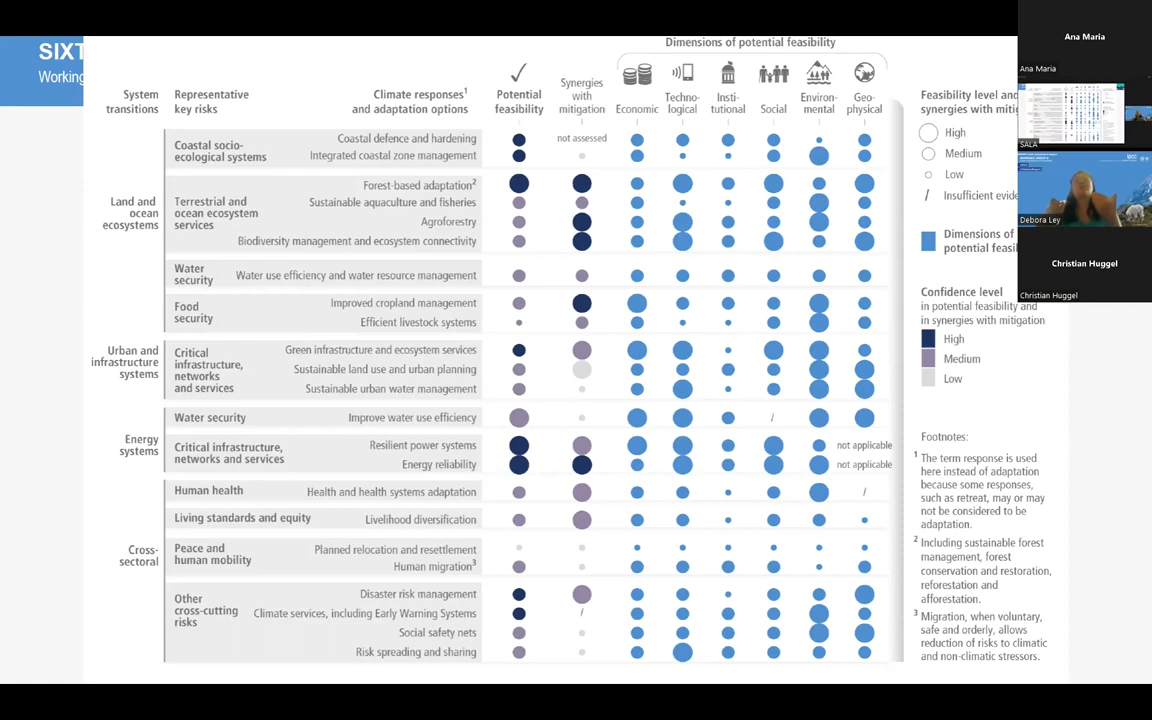 SIXT
Working
Dimensions of potential feasibility
System transitions
Representative key risks
Climate responses1 and adaptation options
Potential feasibility
Synergies with mitigation
Economic
Techno-logical
Insti-tutional
Social
Environ-mental
Geo-physical
Land and ocean ecosystems
Coastal socio-ecological systems
Coastal defence and hardening
not assessed
Integrated coastal zone management
Terrestrial and ocean ecosystem services
Forest-based adaptation2
Sustainable aquaculture and fisheries
Agroforestry
Biodiversity management and ecosystem connectivity
Water security
Water use efficiency and water resource management
Food security
Improved cropland management
Efficient livestock systems
Urban and infrastructure systems
Critical infrastructure, networks and services
Green infrastructure and ecosystem services
Sustainable land use and urban planning
Sustainable urban water management
Energy systems
Water security
Improve water use efficiency
/
Critical infrastructure, networks and services
Resilient power systems
not applicable
Energy reliability
not applicable
Cross-sectoral
Human health
Health and health systems adaptation
/
Living standards and equity
Livelihood diversification
Peace and human mobility
Planned relocation and resettlement
Human migration3
Other cross-cutting risks
Disaster risk management
Climate services, including Early Warning Systems
/
Social safety nets
Risk spreading and sharing
Feasibility level and
synergies with mitig
High
Medium
Low
/ Insufficient evide
Dimensions of
potential feasi
Confidence level
in potential feasibility and
in synergies with mitigation
High
Medium
Low
Footnotes:
1 The term response is used
here instead of adaptation
because some responses,
such as retreat, may or may
not be considered to be
adaptation.
2 Including sustainable forest
management, forest
conservation and restoration,
reforestation and
afforestation.
3 Migration, when voluntary,
safe and orderly, allows
reduction of risks to climatic
and non-climatic stressors.
Ana Maria
Ana Maria
SALA
ipcc
Debora Ley
Christian Huggel
Christian Huggel